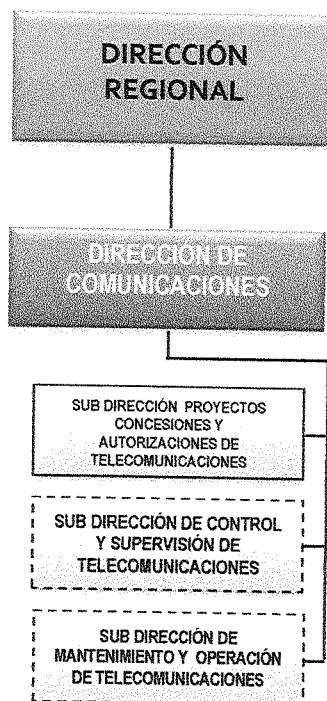 DIRECCIÓN
REGIONAL
DIRECCIÓN DE
COMUNICACIONES
SUB DIRECCIÓN PROYECTOS
CONCESIONES Y
AUTORIZACIONES DE
TELECOMUNICACIONES
SUB DIRECCIÓN DE CONTROL
Y SUPERVISIÓN DE
TELECOMUNICACIONES
SUB DIRECCIÓN DE
MANTENIMIENTO Y OPERACIÓN
DE TELECOMUNICACIONES